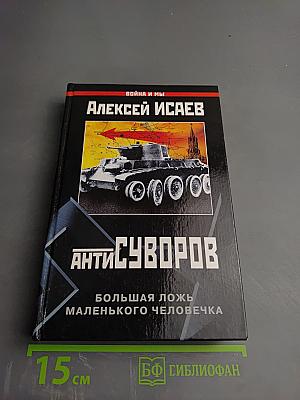 ВОЙНА И МЫ
АЛЕКСЕЙ ИСАЕВ
АНТИСУВОРОВ
БОЛЬШАЯ ЛОЖЬ
МАЛЕНЬКОГО ЧЕЛОВЕЧКА
15 см
БФ БИБЛИОФАН